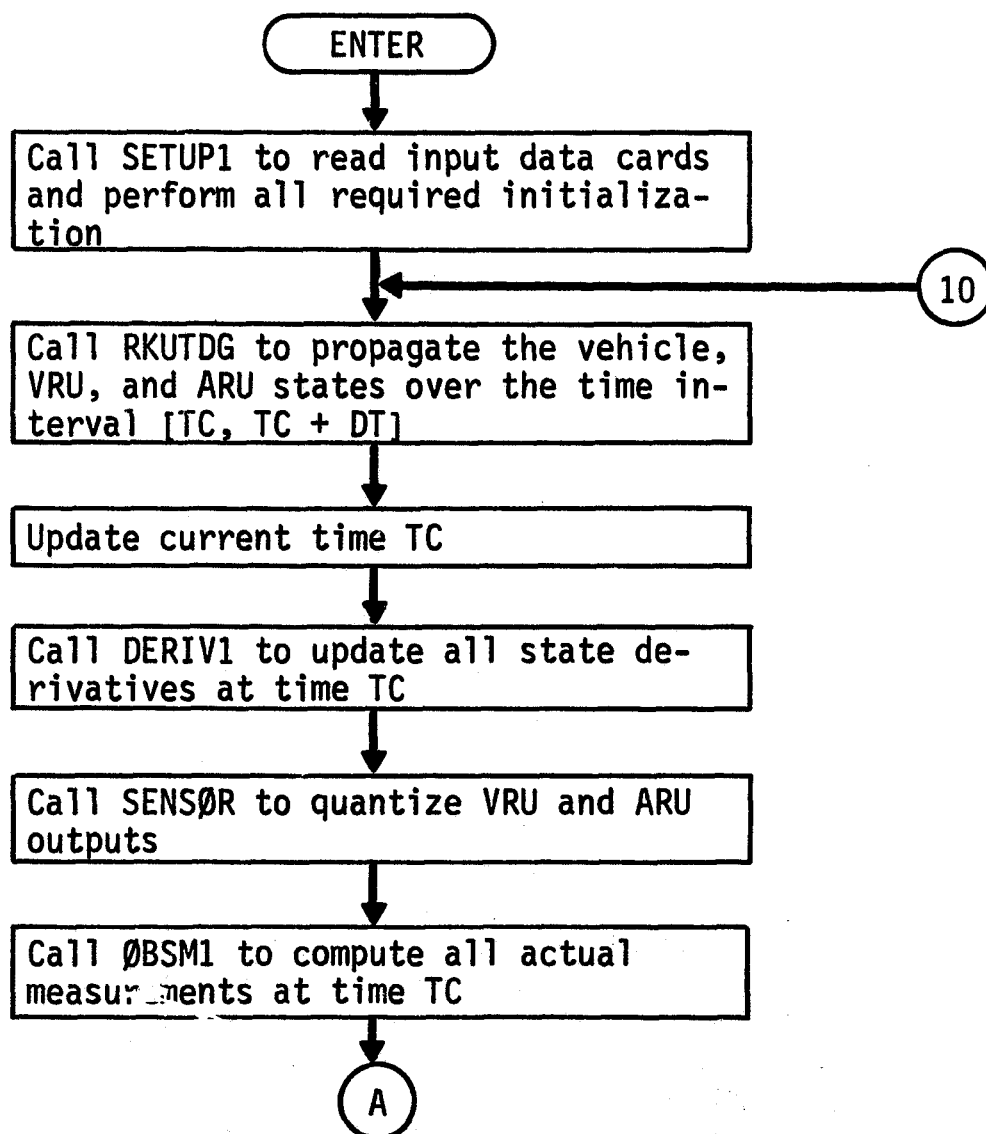 ENTER
Call SETUP1 to read input data cards
and perform all required initializa-
tion
10
Call RKUTDG to propagate the vehicle,
VRU, and ARU states over the time in-
terval [TC, TC + DT]
Update current time TC
Call DERIV1 to update all state de-
rivatives at time TC
Call SENSØR to quantize VRU and ARU
outputs
Call ØBSM1 to compute all actual
measurements at time TC
A